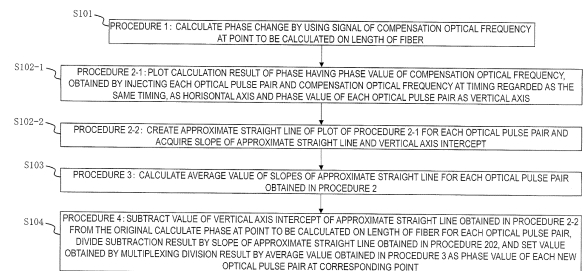 S101
PROCEDURE 1: CALCULATE PHASE CHANGE BY USING SIGNAL OF COMPENSATION OPTICAL FREQUENCY
AT POINT TO BE CALCULATED ON LENGTH OF FIBER
S102-1
PROCEDURE 2-1: PLOT CALCULATION RESULT OF PHASE HAVING PHASE VALUE OF COMPENSATION OPTICAL FREQUENCY,
OBTAINED BY INJECTING EACH OPTICAL PULSE PAIR AND COMPENSATION OPTICAL FREQUENCY AT TIMING REGARDED AS THE
SAME TIMING, AS HORISONTAL AXIS AND PHASE VALUE OF EACH OPTICAL PULSE PAIR AS VERTICAL AXIS
S102-2
PROCEDURE 2-2: CREATE APPROXIMATE STRAIGHT LINE OF PLOT OF PROCEDURE 2-1 FOR EACH OPTICAL PULSE PAIR AND
ACQUIRE SLOPE OF APPROXIMATE STRAIGHT LINE AND VERTICAL AXIS INTERCEPT
S103
PROCEDURE 3: CALCULATE AVERAGE VALUE OF SLOPES OF APPROXIMATE STRAIGHT LINE FOR EACH OPTICAL PULSE PAIR
OBTAINED IN PROCEDURE 2
S104
PROCEDURE 4: SUBTRACT VALUE OF VERTICAL AXIS INTERCEPT OF APPROXIMATE STRAIGHT LINE OBTAINED IN PROCEDURE 2-2
FROM THE ORIGINAL CALCULATE PHASE AT POINT TO BE CALCULATED ON LENGTH OF FIBER FOR EACH OPTICAL PULSE PAIR,
DIVIDE SUBTRACTION RESULT BY SLOPE OF APPROXIMATE STRAIGHT LINE OBTAINED IN PROCEDURE 202, AND SET VALUE
OBTAINED BY MULTIPLEXING DIVISION RESULT BY AVERAGE VALUE OBTAINED IN PROCEDURE 3 AS PHASE VALUE OF EACH NEW
OPTICAL PULSE PAIR AT CORRESPONDING POINT